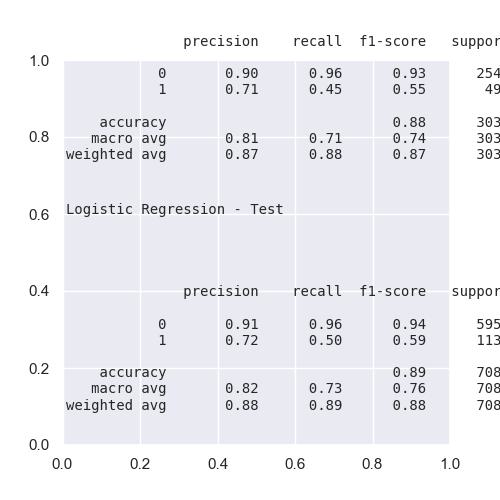 precision recall f1-score suppor
1.0
0 0.90 0.96 0.93 254
1 0.71 0.45 0.55 49
accuracy 0.88 303
0.8
macro avg 0.81 0.71 0.74 303
weighted avg 0.87 0.88 0.87 303
0.6
Logistic Regression - Test
0.4
precision recall f1-score suppor
0 0.91 0.96 0.94 595
1 0.72 0.50 0.59 113
0.2
accuracy 0.89 708
macro avg 0.82 0.73 0.76 708
weighted avg 0.88 0.89 0.88 708
0.0
0.0 0.2 0.4 0.6 0.8 1.0